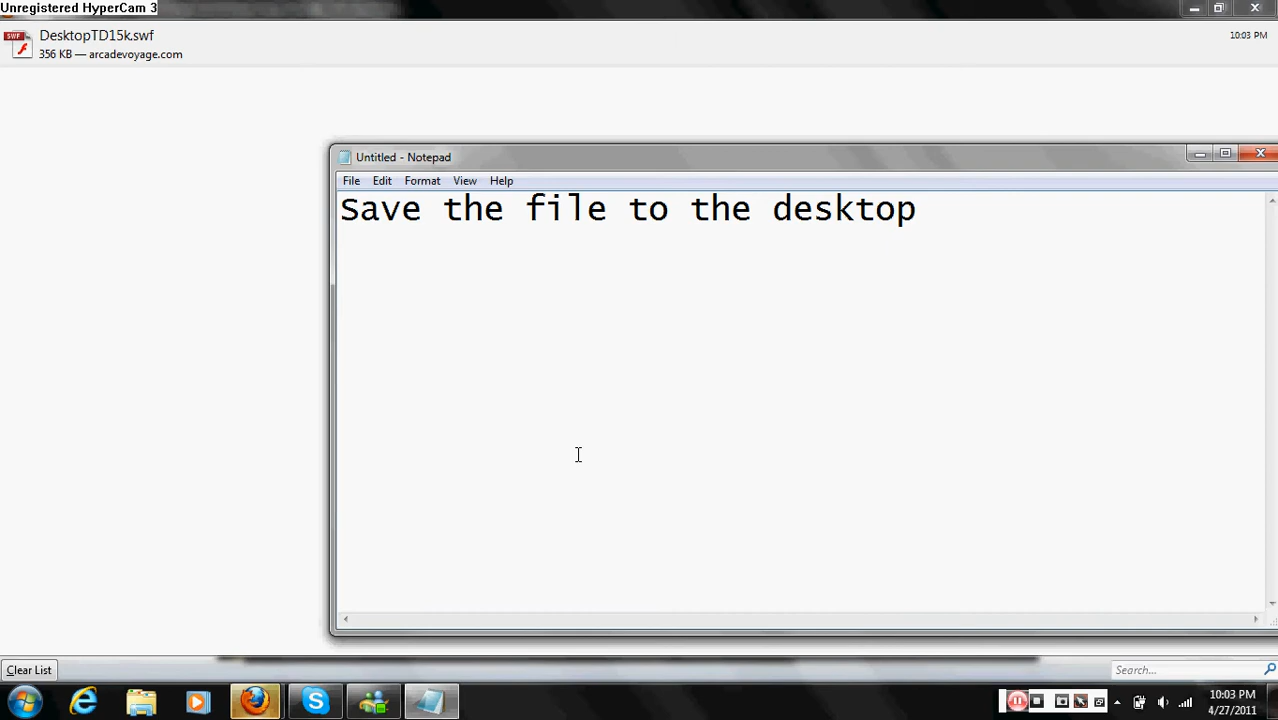 Unregistered HyperCam 3
SWF
DesktopTD15k.swf
10:03 PM
356 KB — arcadevoyage.com
Untitled - Notepad
File Edit Format View Help
Save the file to the desktop
Clear List
Search...
10:03 PM
4/27/2011